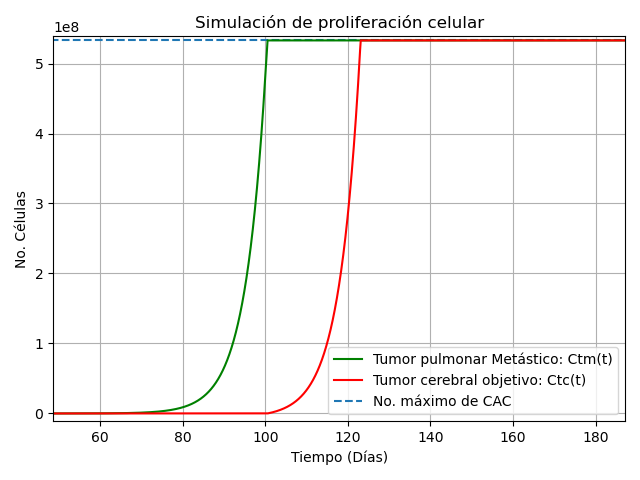 Simulación de proliferación celular
1e8
5
4
3
2
1
0
No. Células
Tumor pulmonar Metástico: Ctm(t)
Tumor cerebral objetivo: Ctc(t)
No. máximo de CAC
60 80 100 120 140 160 180
Tiempo (Días)